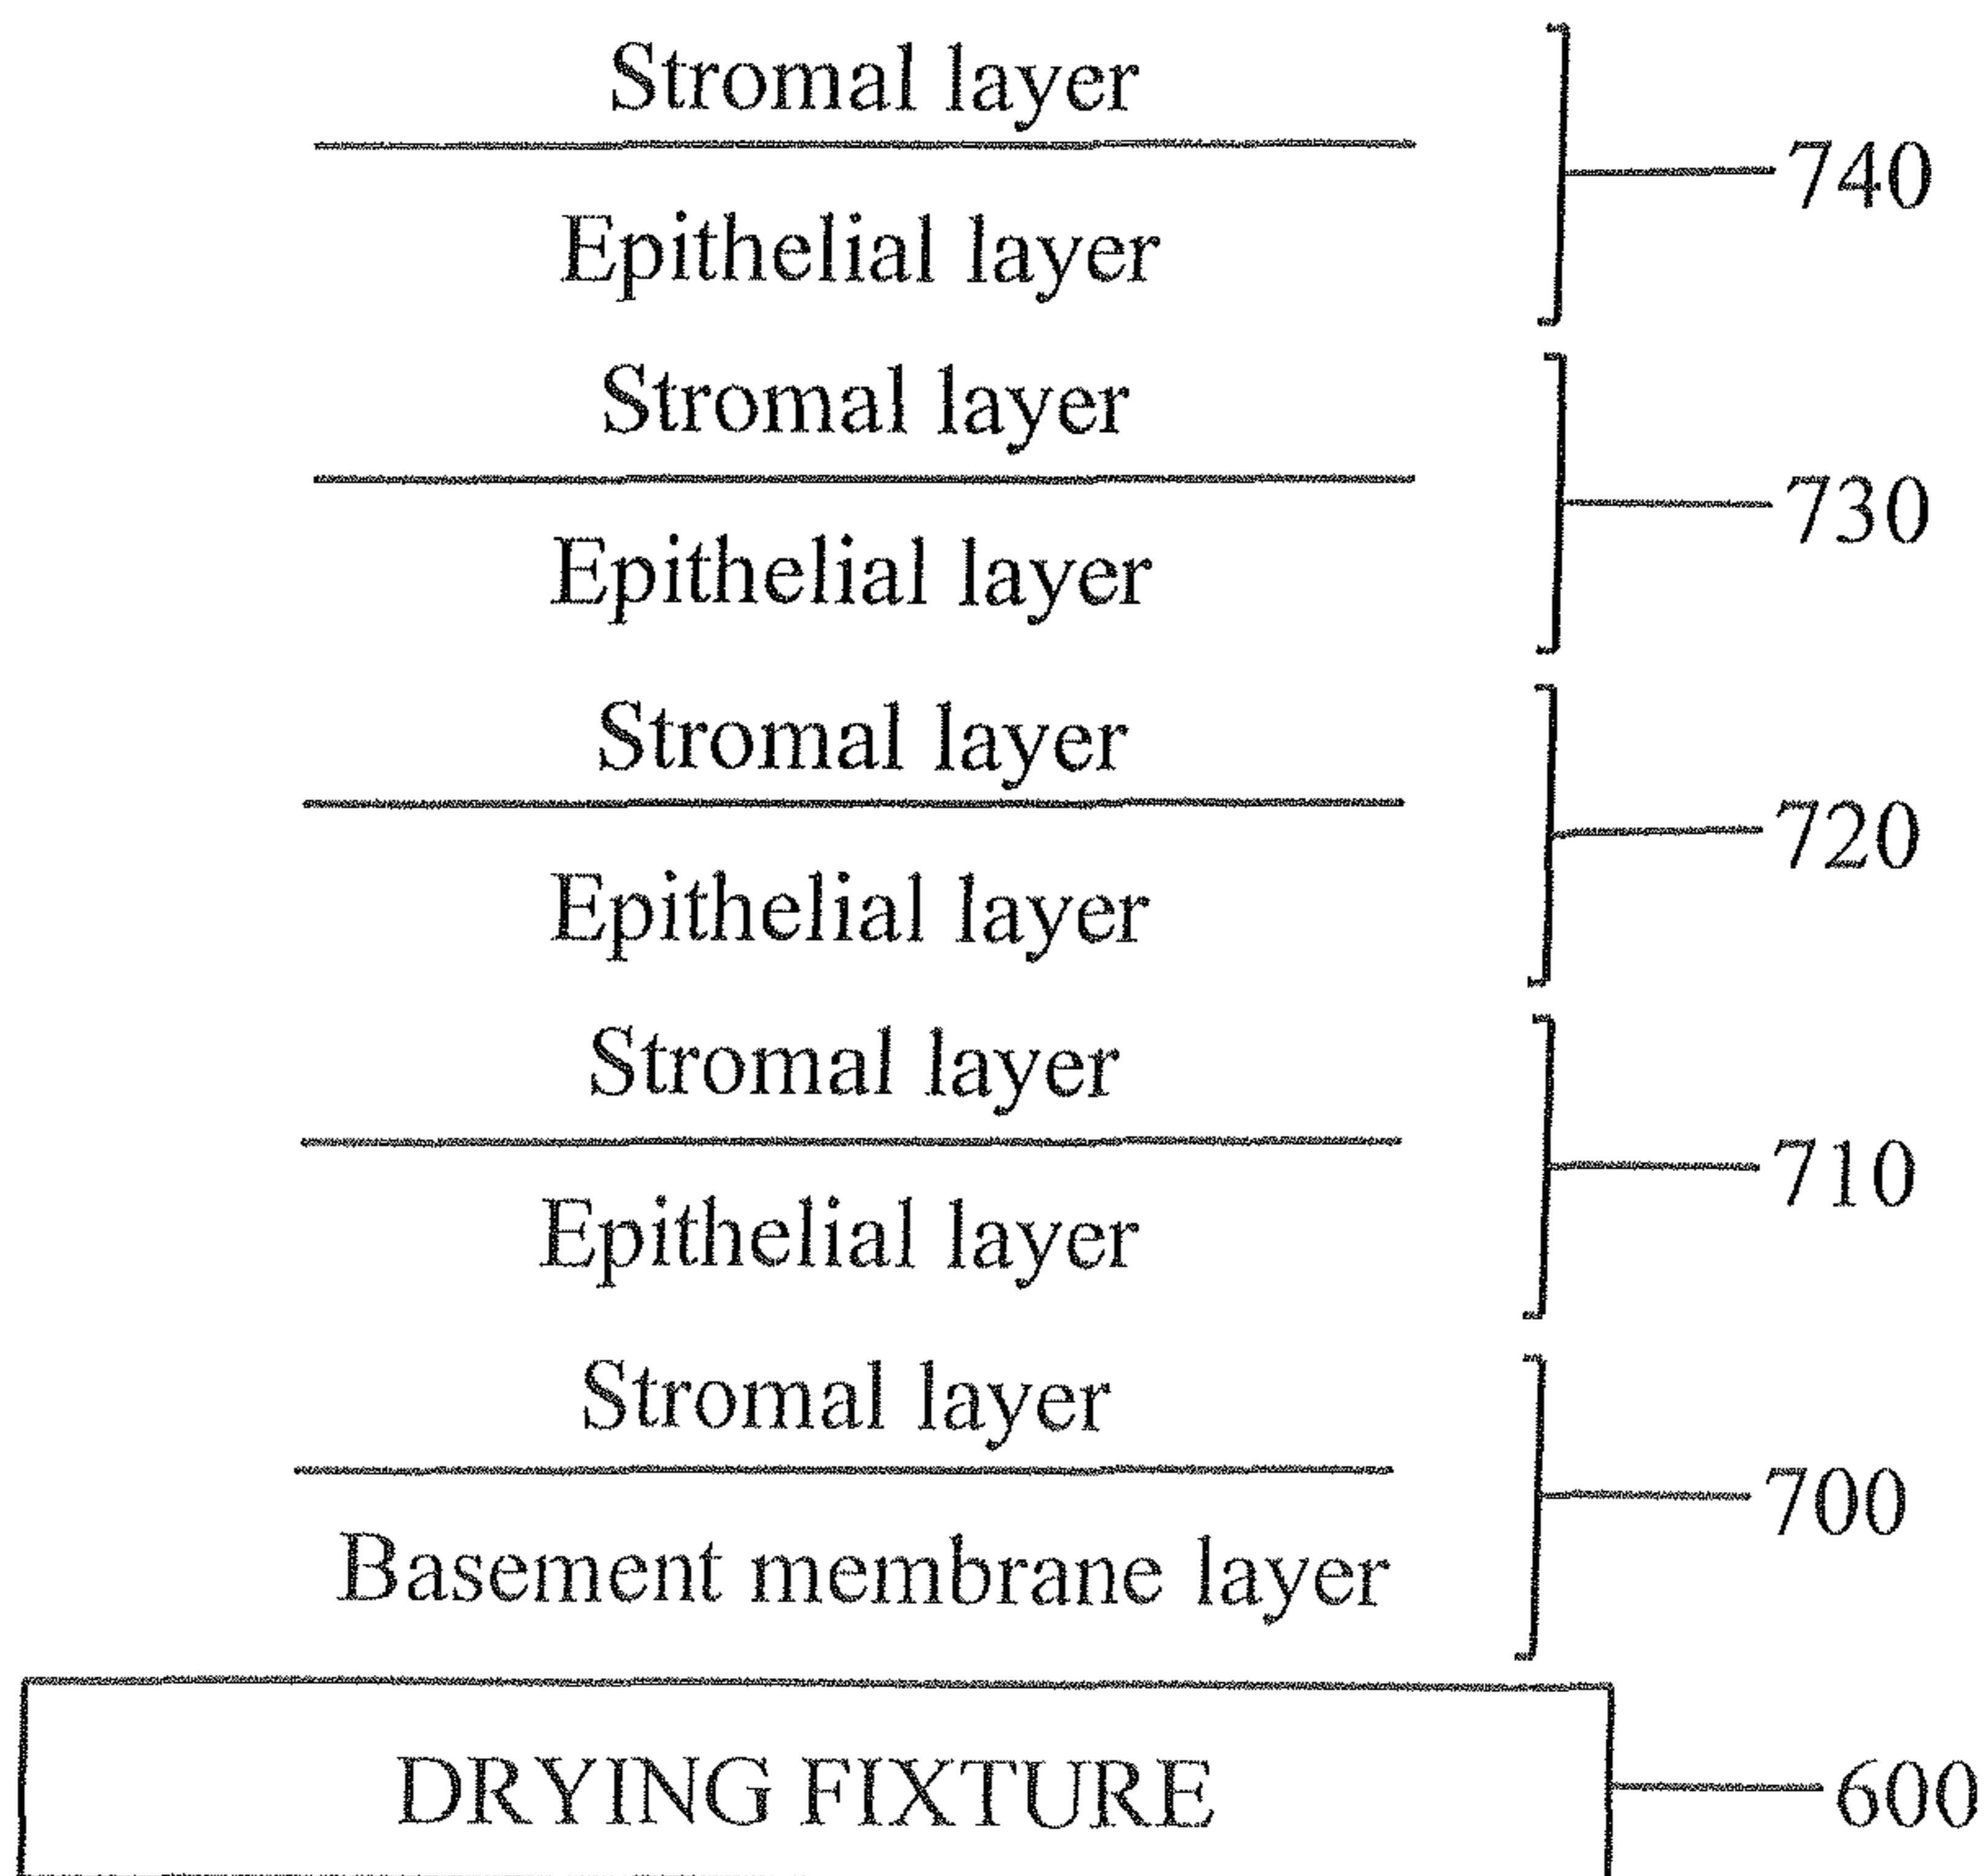 Stromal layer
740
Epithelial layer
Stromal layer
730
Epithelial layer
Stromal layer
720
Epithelial layer
Stromal layer
710
Epithelial layer
Stromal layer
700
Basement membrane layer
DRYING FIXTURE
600